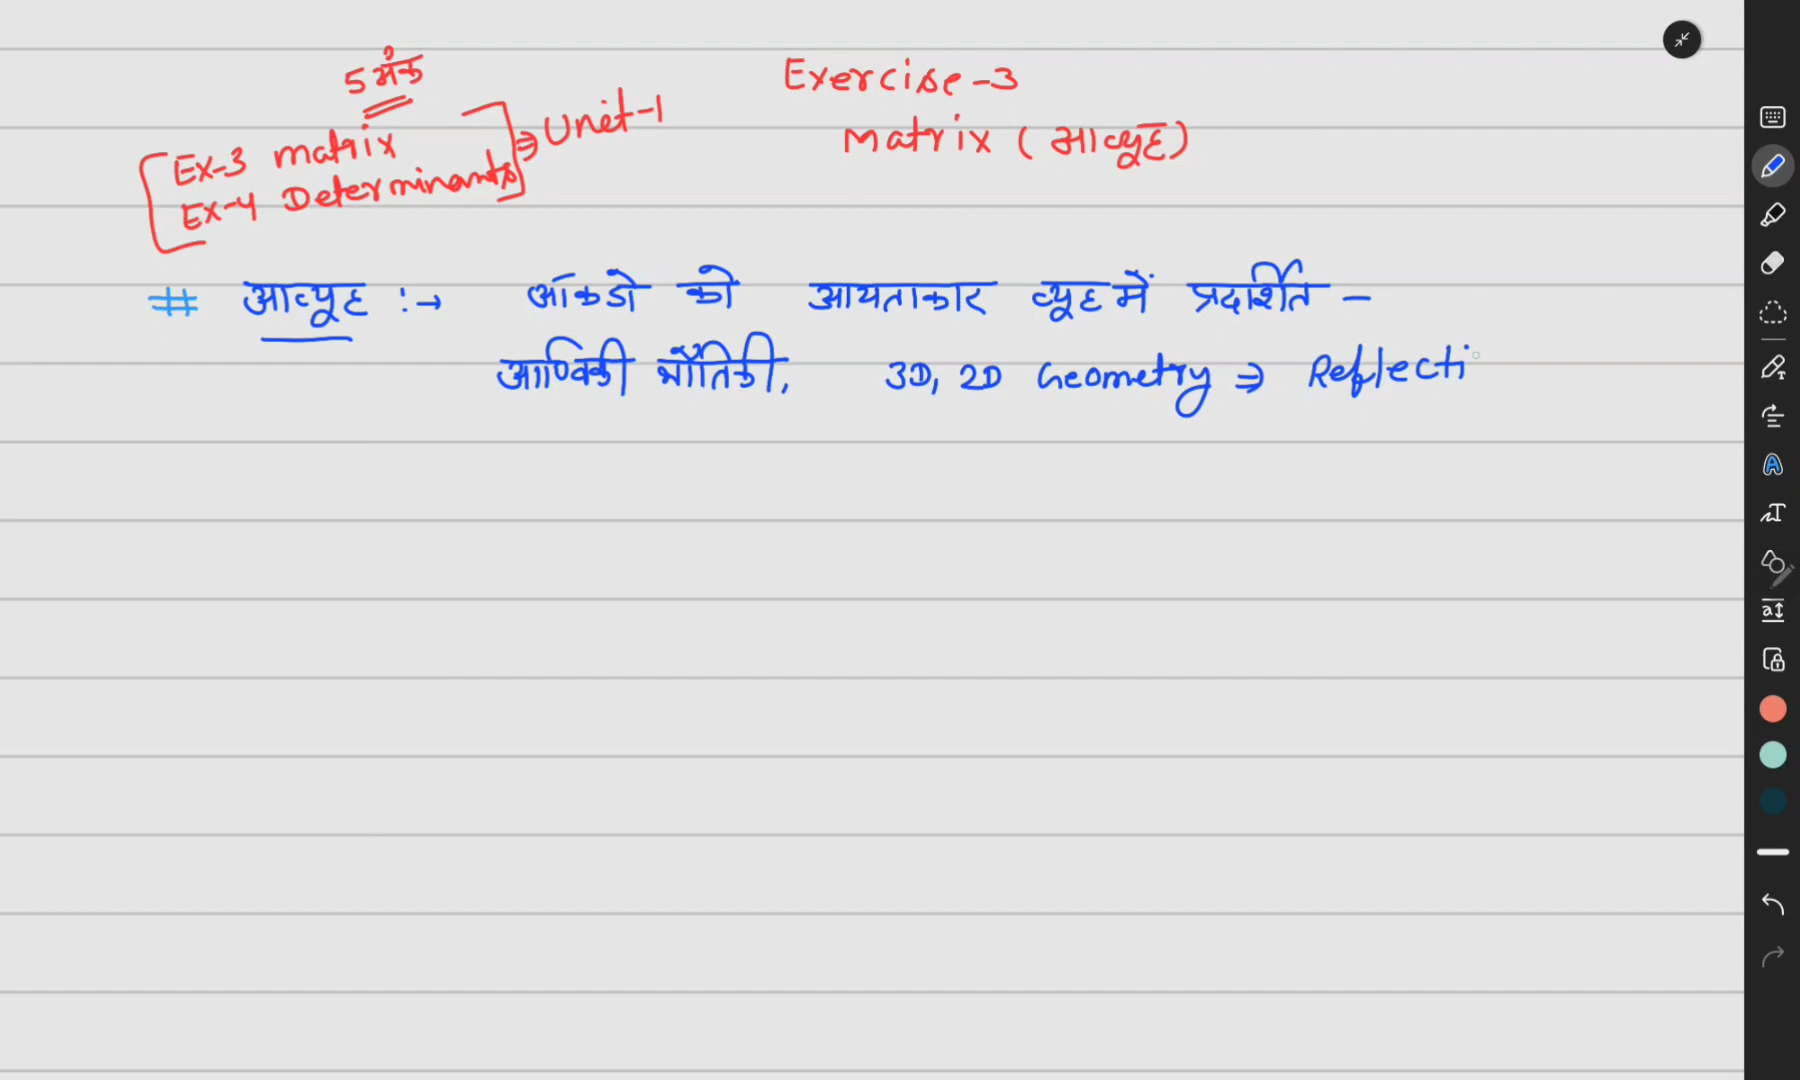 5 अंक
Exercise-3
Ex-3 matrix
Ex-4 Determinants
⇒ Unit-1
Matrix (आव्यूह)
# आव्यूह :→ आंकडो को आयताकार व्यूह में प्रदर्शित -
आण्विकी भौतिकी, 3D, 2D Geometry ⇒ Reflecti